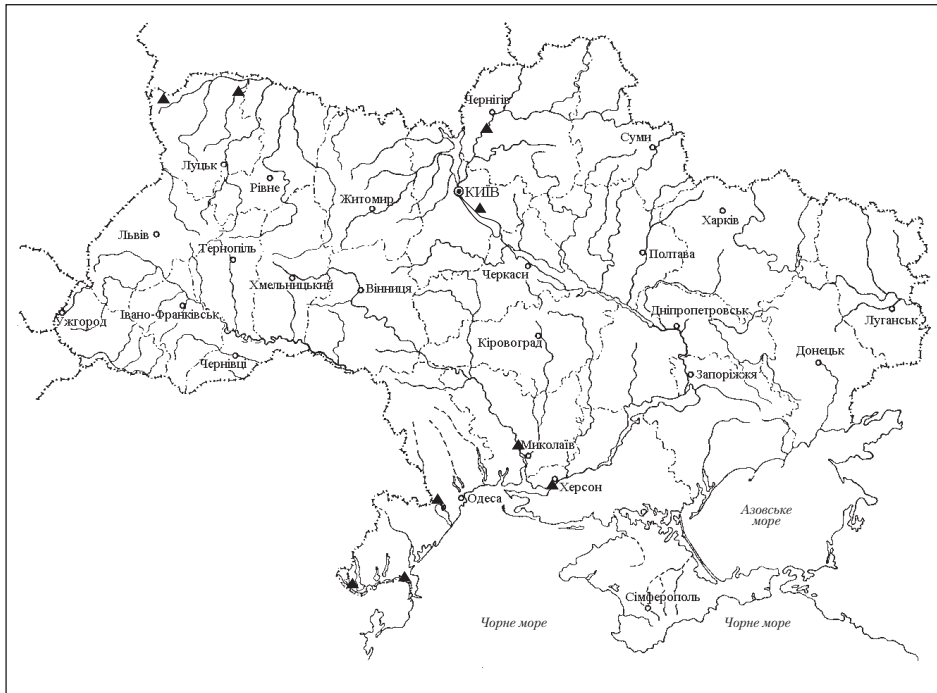 Чернігів
Суми
Луцьк
Рівне
КИЇВ
Житомир
Харків
Львів
Тернопіль
Полтава
Черкаси
Хмельницький
Вінниця
Ужгород
Івано-Франківськ
Дніпропетровськ
Луганськ
Кіровоград
Донецьк
Чернівці
Запоріжжя
Миколаїв
Херсон
Одеса
Азовське
море
Сімферополь
Чорне море
Чорне море